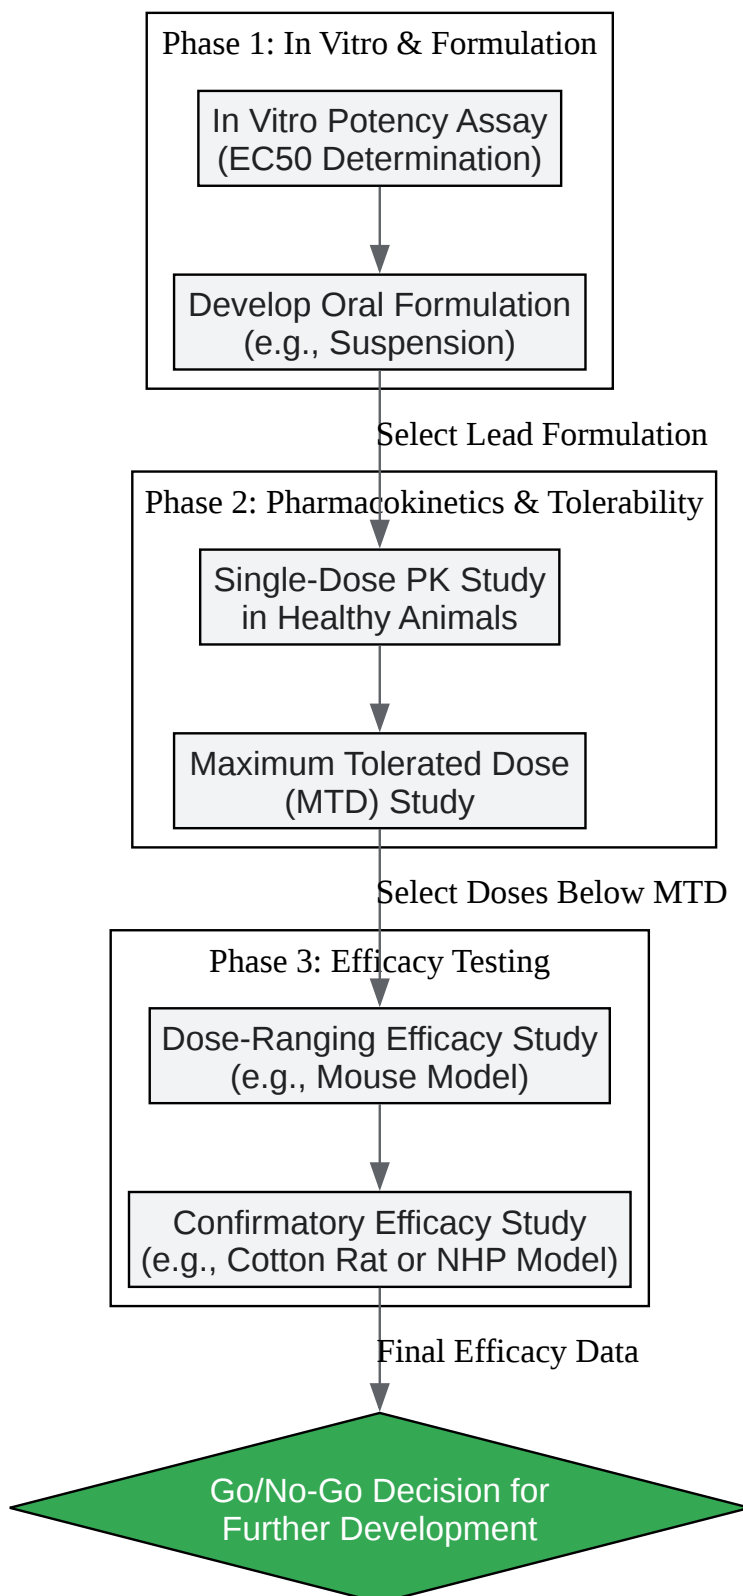 Phase 1: In Vitro & Formulation
In Vitro Potency Assay
(EC50 Determination)
Develop Oral Formulation
(e.g., Suspension)
Select Lead Formulation
Phase 2: Pharmacokinetics & Tolerability
Single-Dose PK Study
in Healthy Animals
Maximum Tolerated Dose
(MTD) Study
Select Doses Below MTD
Phase 3: Efficacy Testing
Dose-Ranging Efficacy Study
(e.g., Mouse Model)
Confirmatory Efficacy Study
(e.g., Cotton Rat or NHP Model)
Final Efficacy Data
Go/No-Go Decision for
Further Development